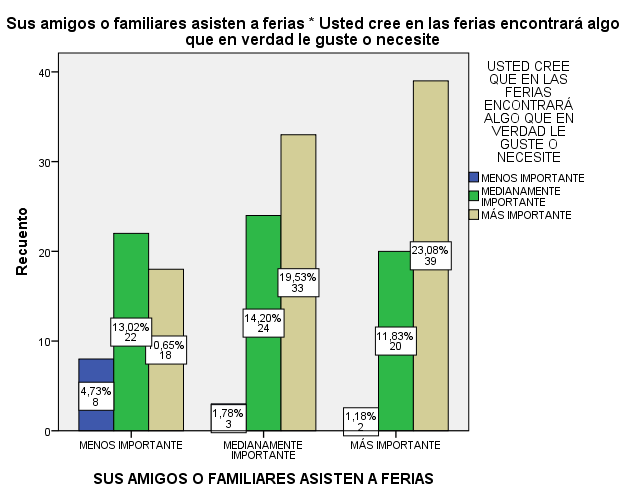 Sus amigos o familiares asisten a ferias * Usted cree en las ferias encontrará algo
que en verdad le guste o necesite
USTED CREE
QUE EN LAS
FERIAS
ENCONTRARÁ
ALGO QUE EN
VERDAD LE
GUSTE O
NECESITE
MENOS IMPORTANTE
MEDIANAMENTE
IMPORTANTE
MÁS IMPORTANTE
Recuento
40
30
20
10
0
4,73%
8
13,02%
22
0,65%
18
1,78%
3
14,20%
24
19,53%
33
1,18%
2
11,83%
20
23,08%
39
MENOS IMPORTANTE
MEDIANAMENTE
IMPORTANTE
MÁS IMPORTANTE
SUS AMIGOS O FAMILIARES ASISTEN A FERIAS